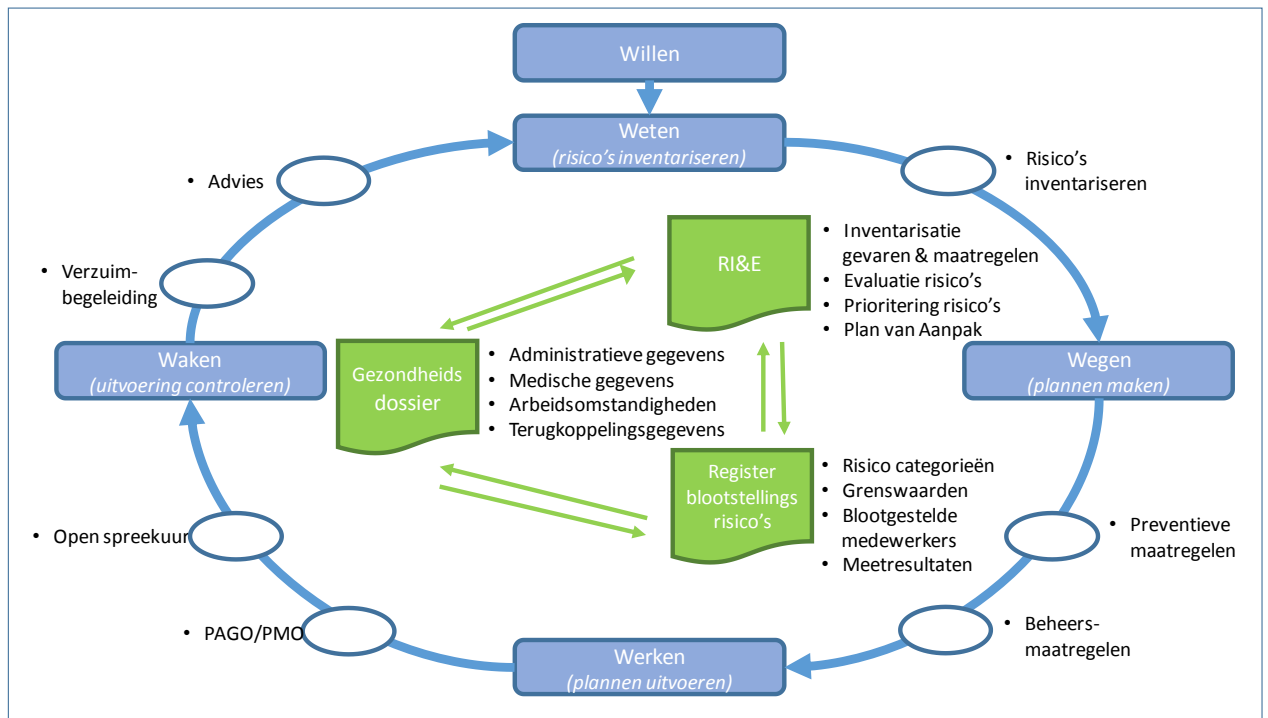 Willen
Weten
(risico's inventariseren)
• Risico's
inventariseren
• Advies
• Verzuim-
begeleiding
RI&E
• Inventarisatie
gevaren & maatregelen
• Evaluatie risico's
• Prioritering risico's
• Plan van Aanpak
Waken
(uitvoering controleren)
Gezondheids
dossier
• Administratieve gegevens
• Medische gegevens
• Arbeidsomstandigheden
• Terugkoppelingsgegevens
Wegen
(plannen maken)
Register
blootstellings
risico's
• Risico categorieën
• Grenswaarden
• Blootgestelde
medewerkers
• Meetresultaten
• Open spreekuur
• Preventieve
maatregelen
• PAGO/PMO
• Beheers-
maatregelen
Werken
(plannen uitvoeren)